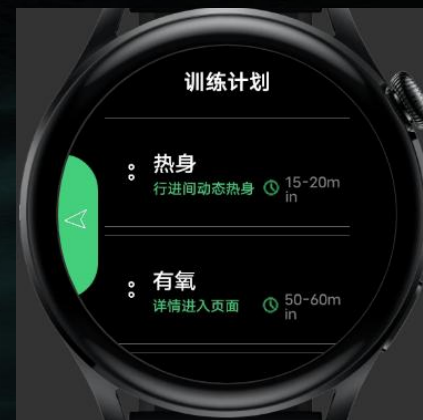 训练计划
热身
行进间动态热身 15-20m
in
有氧
详情进入页面 50-60m
in